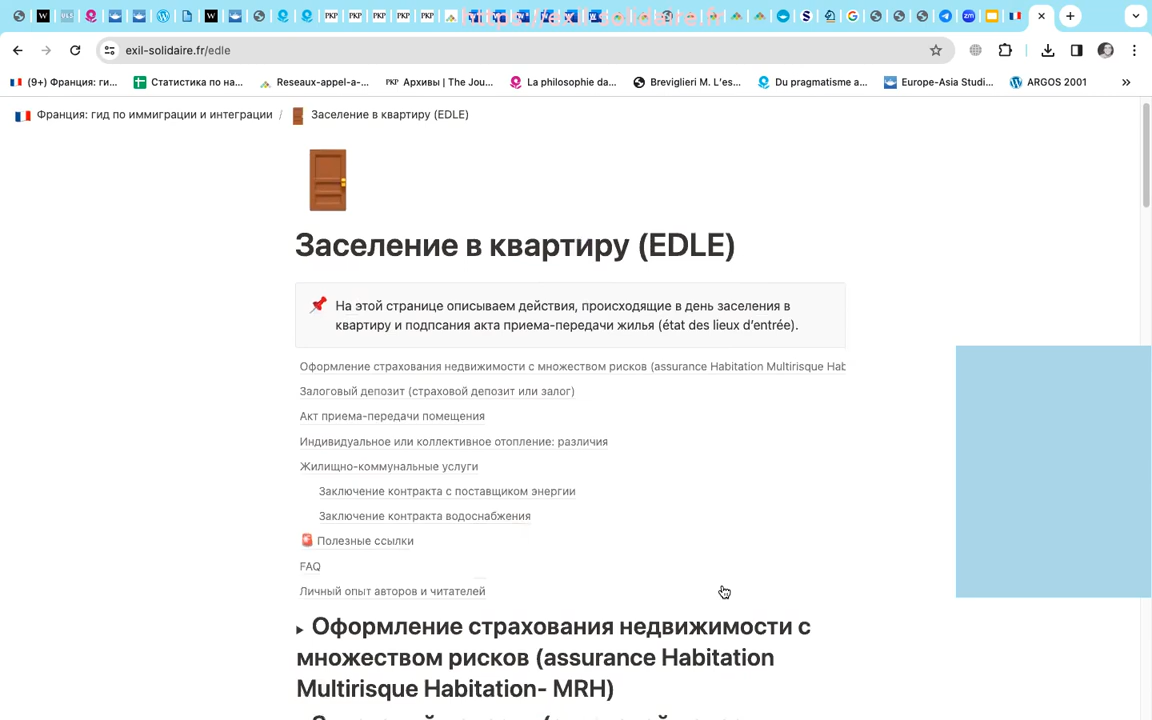 https://exil-solidaire.fr
exil-solidaire.fr/edle
(9+) Франция: ги...
Статистика по на...
Reseaux-appel-a-...
Архивы | The Jou...
La philosophie da...
Breviglieri M. L'es...
Du pragmatisme a...
Europe-Asia Studi...
ARGOS 2001
Франция: гид по иммиграции и интеграции / Заселение в квартиру (EDLE)
Заселение в квартиру (EDLE)
На этой странице описываем действия, происходящие в день заселения в
квартиру и подпсания акта приема-передачи жилья (état des lieux d'entrée).
Оформление страхования недвижимости с множеством рисков (assurance Habitation Multirisque Hab
Залоговый депозит (страховой депозит или залог)
Акт приема-передачи помещения
Индивидуальное или коллективное отопление: различия
Жилищно-коммунальные услуги
Заключение контракта с поставщиком энергии
Заключение контракта водоснабжения
Полезные ссылки
FAQ
Личный опыт авторов и читателей
Оформление страхования недвижимости с
множеством рисков (assurance Habitation
Multirisque Habitation- MRH)